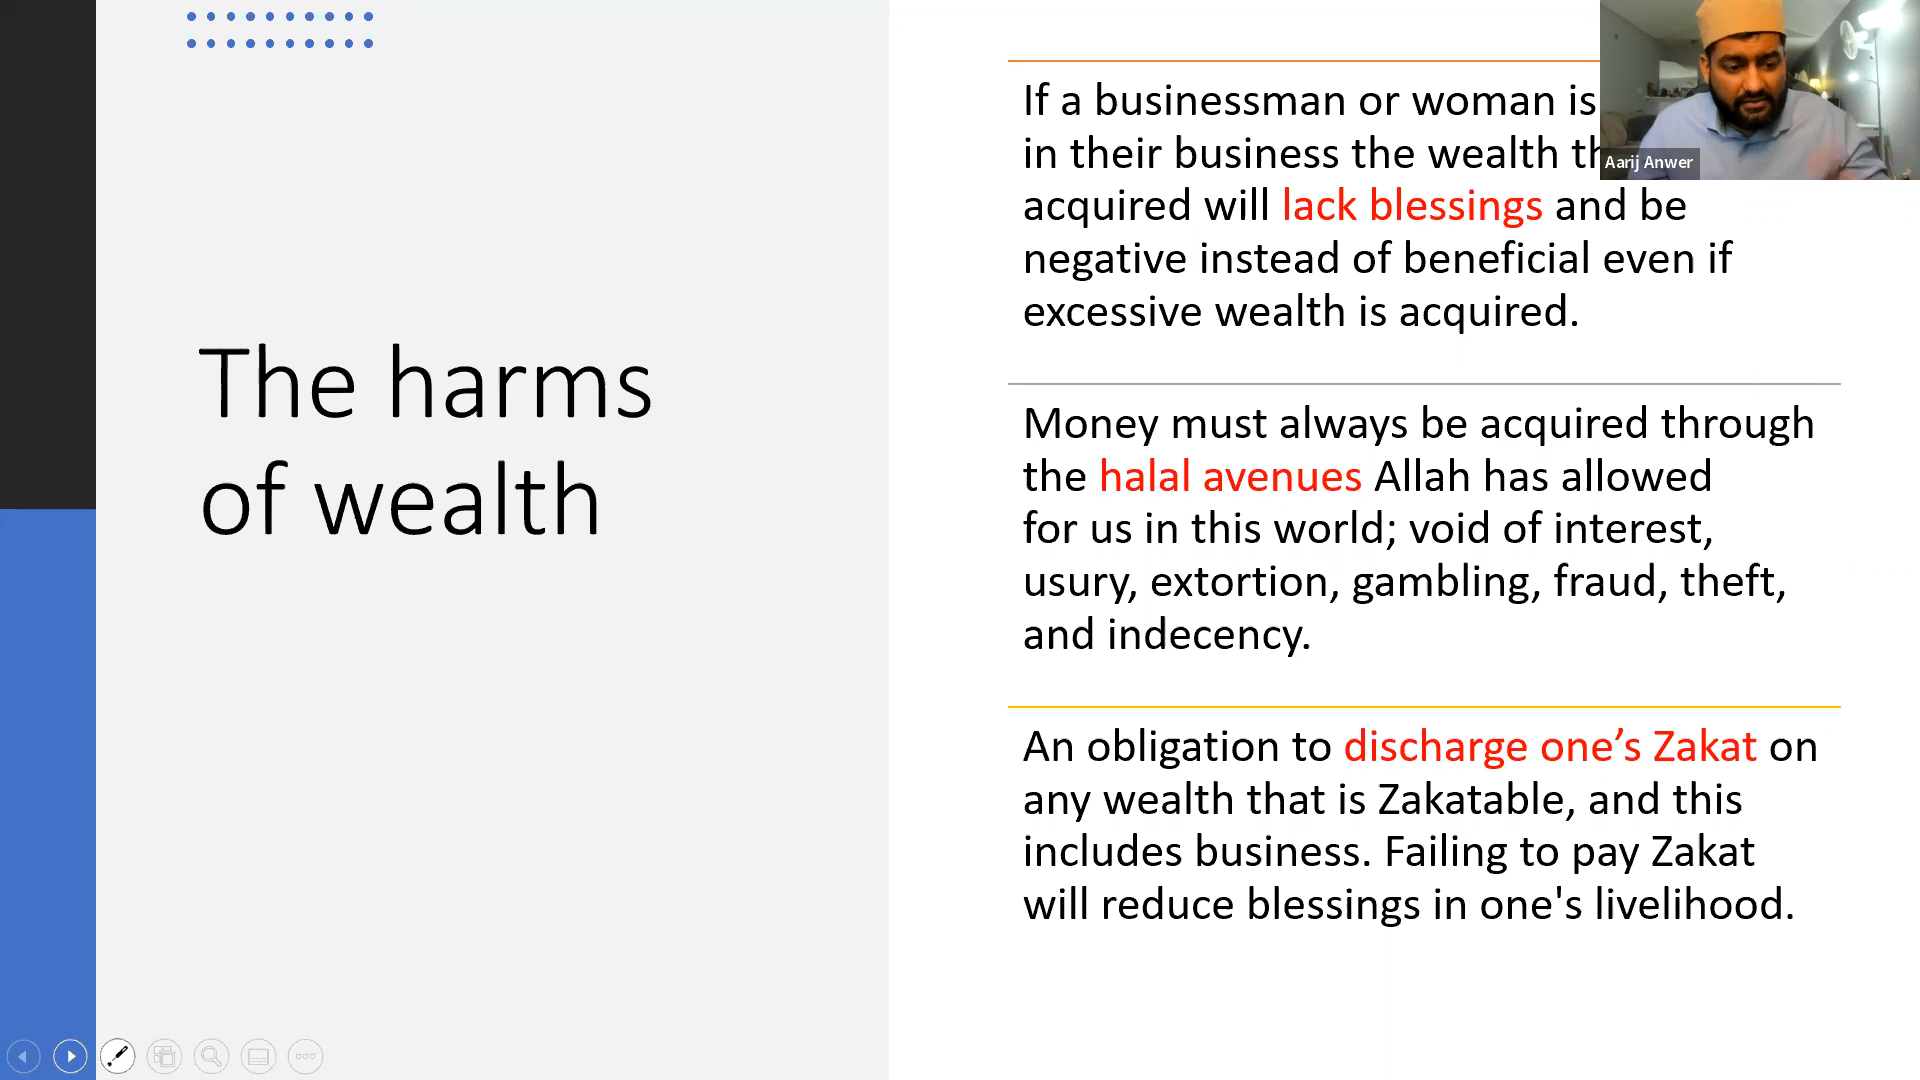 The harms
of wealth
If a businessman or woman is
in their business the wealth
acquired will lack blessings and be
negative instead of beneficial even if
excessive wealth is acquired.
Money must always be acquired through
the halal avenues Allah has allowed
for us in this world; void of interest,
usury, extortion, gambling, fraud, theft,
and indecency.
An obligation to discharge one’s Zakat on
any wealth that is Zakatable, and this
includes business. Failing to pay Zakat
will reduce blessings in one's livelihood.
Aarij Anwer